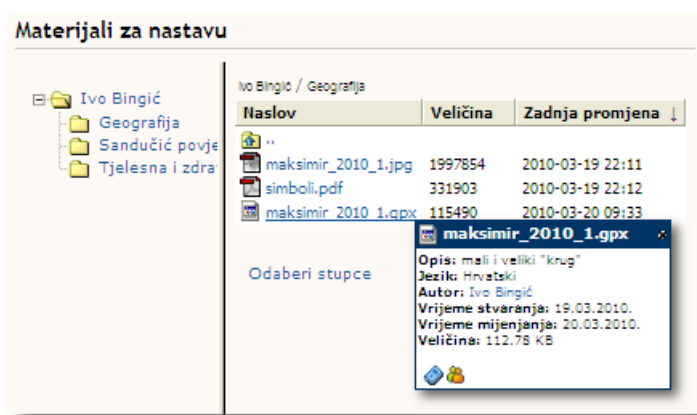 Materijali za nastavu
Ivo Bingić
Geografija
Sandučić povje
Tjelesna i zdra
Ivo Bingić / Geografija
Naslov Veličina Zadnja promjena ↓
..
maksimir_2010_1.jpg 1997854 2010-03-19 22:11
simboli.pdf 331903 2010-03-19 22:12
maksimir_2010_1.gpx 115490 2010-03-20 09:33
Odaberi stupce
maksimir_2010_1.gpx
Opis: mali i veliki "krug"
Jezik: Hrvatski
Autor: Ivo Bingić
Vrijeme stvaranja: 19.03.2010.
Vrijeme mijenjanja: 20.03.2010.
Veličina: 112.78 KB